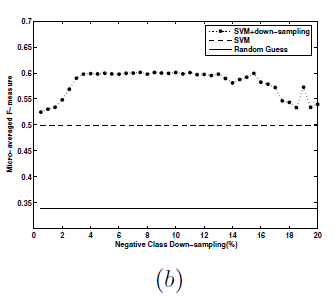 0.7
0.65
0.6
0.55
0.5
0.45
0.4
0.35
Micro-averaged F-measure
SVM+down-sampling
SVM
Random Guess
0 2 4 6 8 10 12 14 16 18 20
Negative Class Down-sampling(%)
(b)